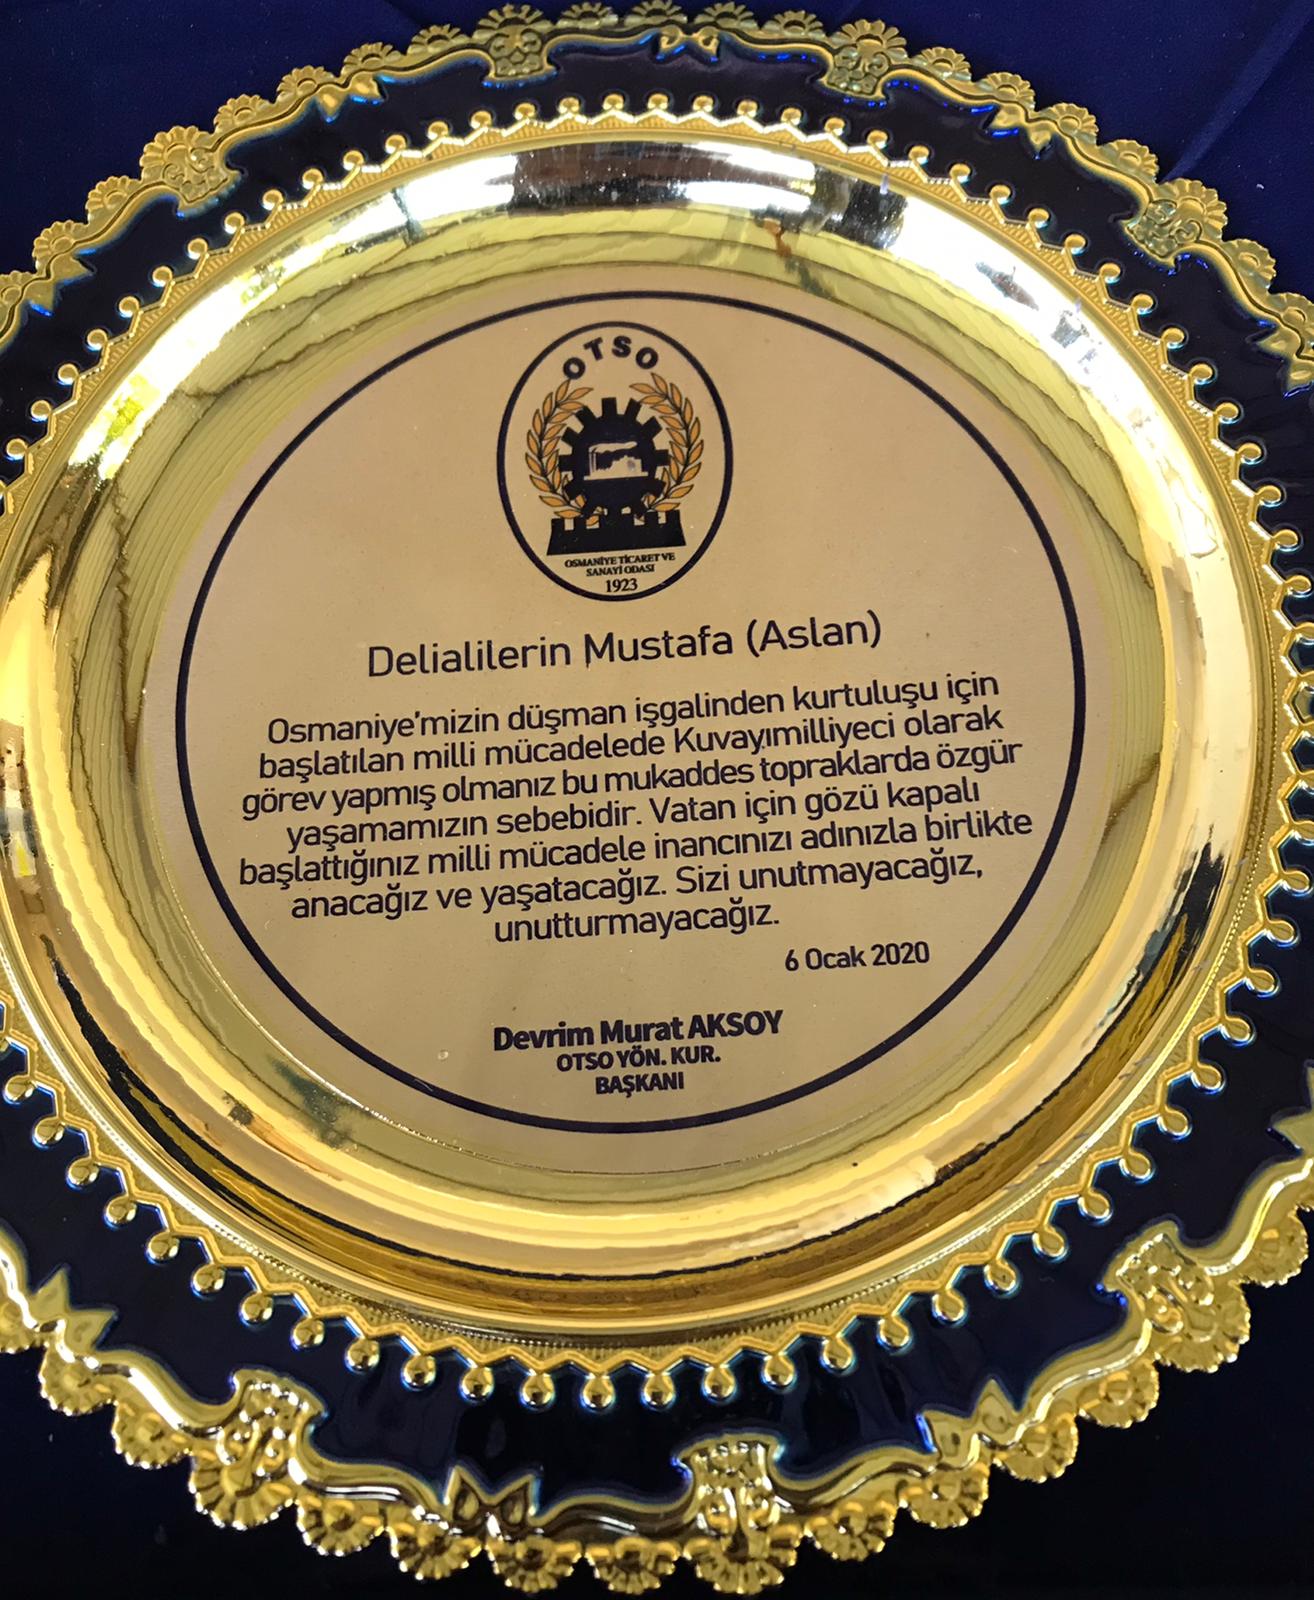 OTSO
OSMANİYE TİCARET VE
SANAYİ ODASI
1923
Delialilerin Mustafa (Aslan)
Osmaniye'mizin düşman işgalinden kurtuluşu için
başlatılan milli mücadelede Kuvayımilliyeci olarak
görev yapmış olmanız bu mukaddes topraklarda özgür
yaşamamızın sebebidir. Vatan için gözü kapalı
başlattığınız milli mücadele inancınızı adınızla birlikte
anacağız ve yaşatacağız. Sizi unutmayacağız,
unutturmayacağız.
6 Ocak 2020
Devrim Murat AKSOY
OTSO YÖN. KUR.
BAŞKANI